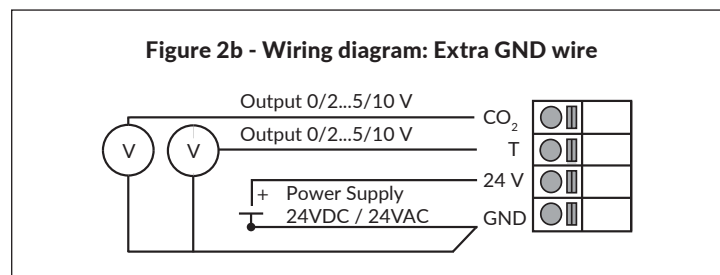 Figure 2b - Wiring diagram: Extra GND wire
Output 0/2...5/10 V
CO₂
V
V
Output 0/2...5/10 V
T
24 V
+
Power Supply
24VDC / 24VAC
GND